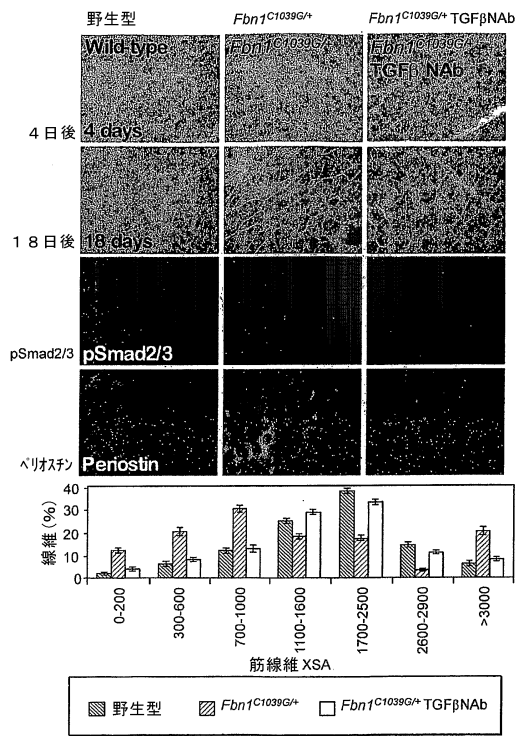 野生型 Fbn1C1039G/+ Fbn1C1039G/+ TGFβNAb
Wild-type Fbn1C1039G/+ Fbn1C1039G/+
TGFβ NAb
4日後 4 days
18日後 18 days
pSmad2/3 pSmad2/3
ペリオスチン Periostin
線維(%)
40
30
20
10
0
0-200 300-600 700-1000 1100-1600 1700-2500 2600-2900 >3000
筋線維 XSA
野生型 Fbn1C1039G/+ Fbn1C1039G/+ TGFβNAb